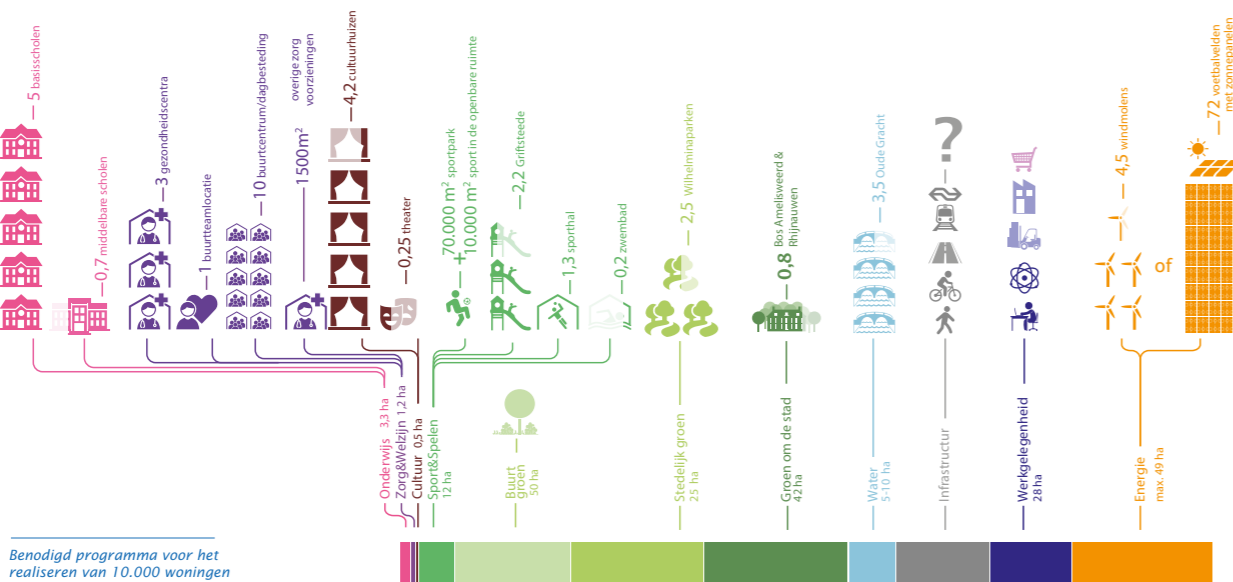 5 basisscholen
0,7 middelbare scholen
3 gezondheidscentra
1 buurtteamlocatie
10 buurtcentrum/dagbesteding
1500m²
overige zorg
voorzieningen
4,2 cultuurhuizen
0,25 theater
70.000 m² sportpark
+
10.000 m² sport in de openbare ruimte
2,2 Griftsteede
1,3 sporthal
0,2 zwembad
2,5 Wilhelminaparken
0,8 Bos Amelisweerd &
Rhijnauwen
3,5 Oude Gracht
?
4,5 windmolens
of
72 voetbalvelden
met zonnepanelen
Onderwijs 3,3 ha
Zorg&Welzijn 1,2 ha
Cultuur 0,5 ha
Sport&Spelen
12 ha
Buurt
groen
50 ha
Stedelijk groen
25 ha
Groen om de stad
42 ha
Water
5-10 ha
Infrastructur
Werkgelegenheid
28 ha
Energie
max. 49 ha
Benodigd programma voor het
realiseren van 10.000 woningen